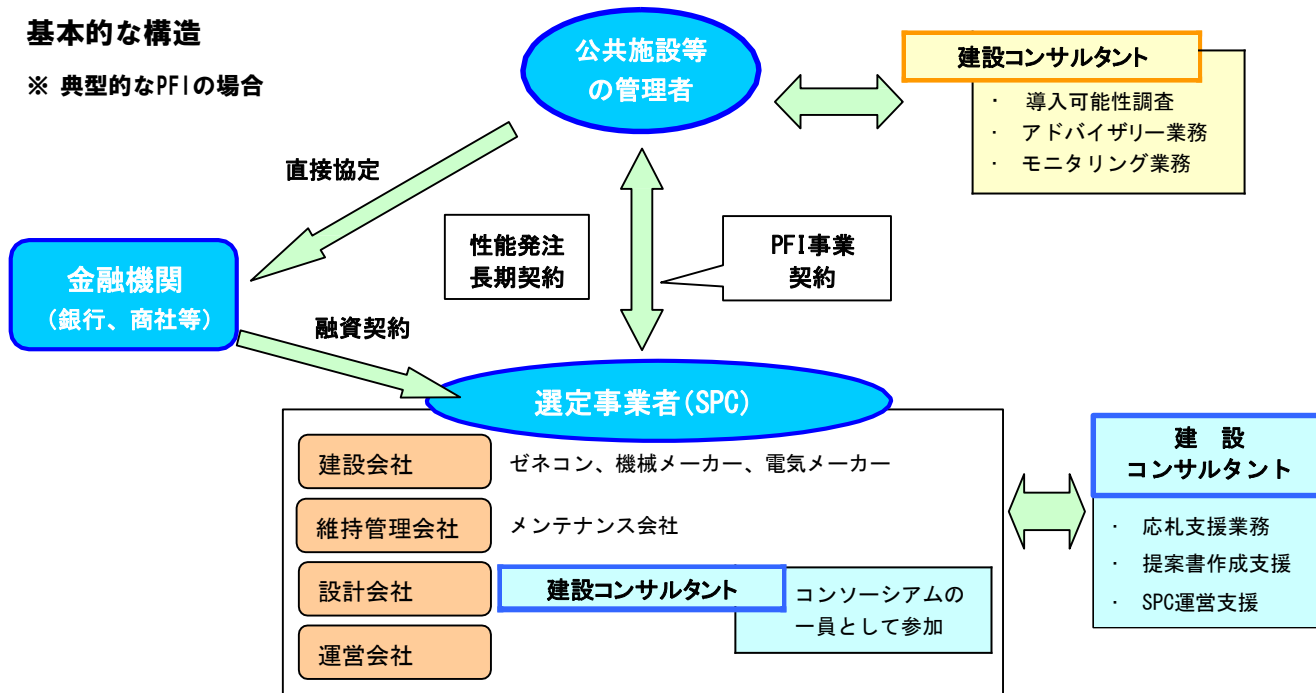 基本的な構造
※ 典型的なPFIの場合
公共施設等
の管理者
建設コンサルタント
・ 導入可能性調査
・ アドバイザリー業務
・ モニタリング業務
直接協定
性能発注
長期契約
PFI事業
契約
金融機関
(銀行、商社等)
融資契約
選定事業者(SPC)
建設会社
ゼネコン、機械メーカー、電気メーカー
維持管理会社
メンテナンス会社
設計会社
建設コンサルタント
コンソーシアムの
一員として参加
運営会社
建 設
コンサルタント
・ 応札支援業務
・ 提案書作成支援
・ SPC運営支援